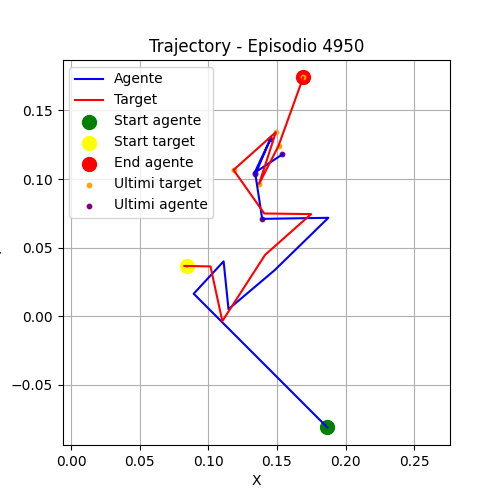 Trajectory - Episodio 4950
Agente
Target
Start agente
Start target
End agente
Ultimi target
Ultimi agente
0.15
0.10
0.05
0.00
−0.05
0.00 0.05 0.10 0.15 0.20 0.25
X